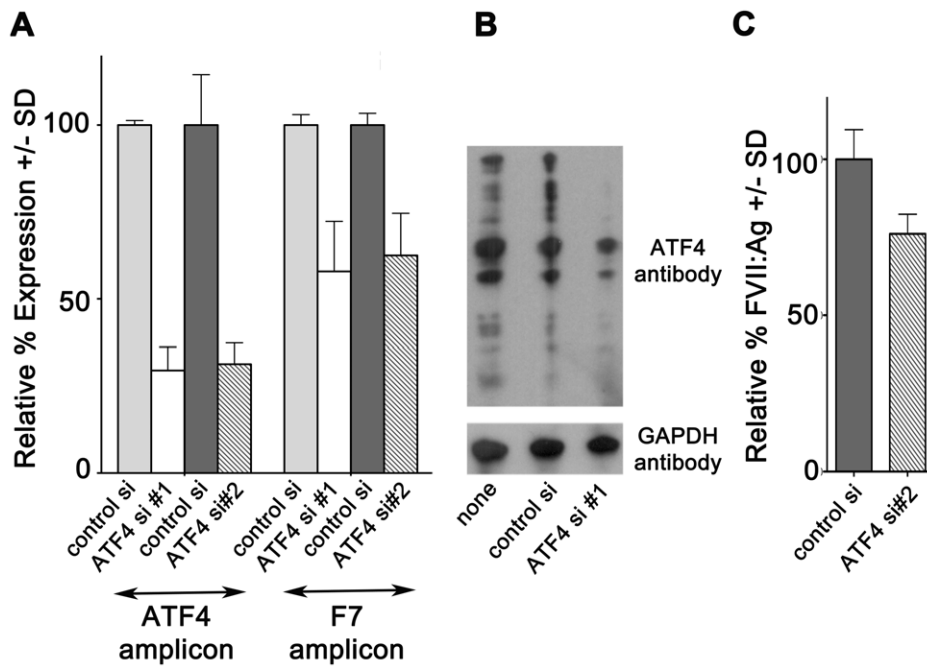 A
Relative % Expression +/- SD
100
50
0
control si
ATF4 si #1
control si
ATF4 si#2
control si
ATF4 si #1
control si
ATF4 si#2
ATF4
amplicon
F7
amplicon
B
ATF4
antibody
GAPDH
antibody
none
control si
ATF4 si #1
C
Relative % FVII:Ag +/- SD
100
50
0
control si
ATF4 si#2